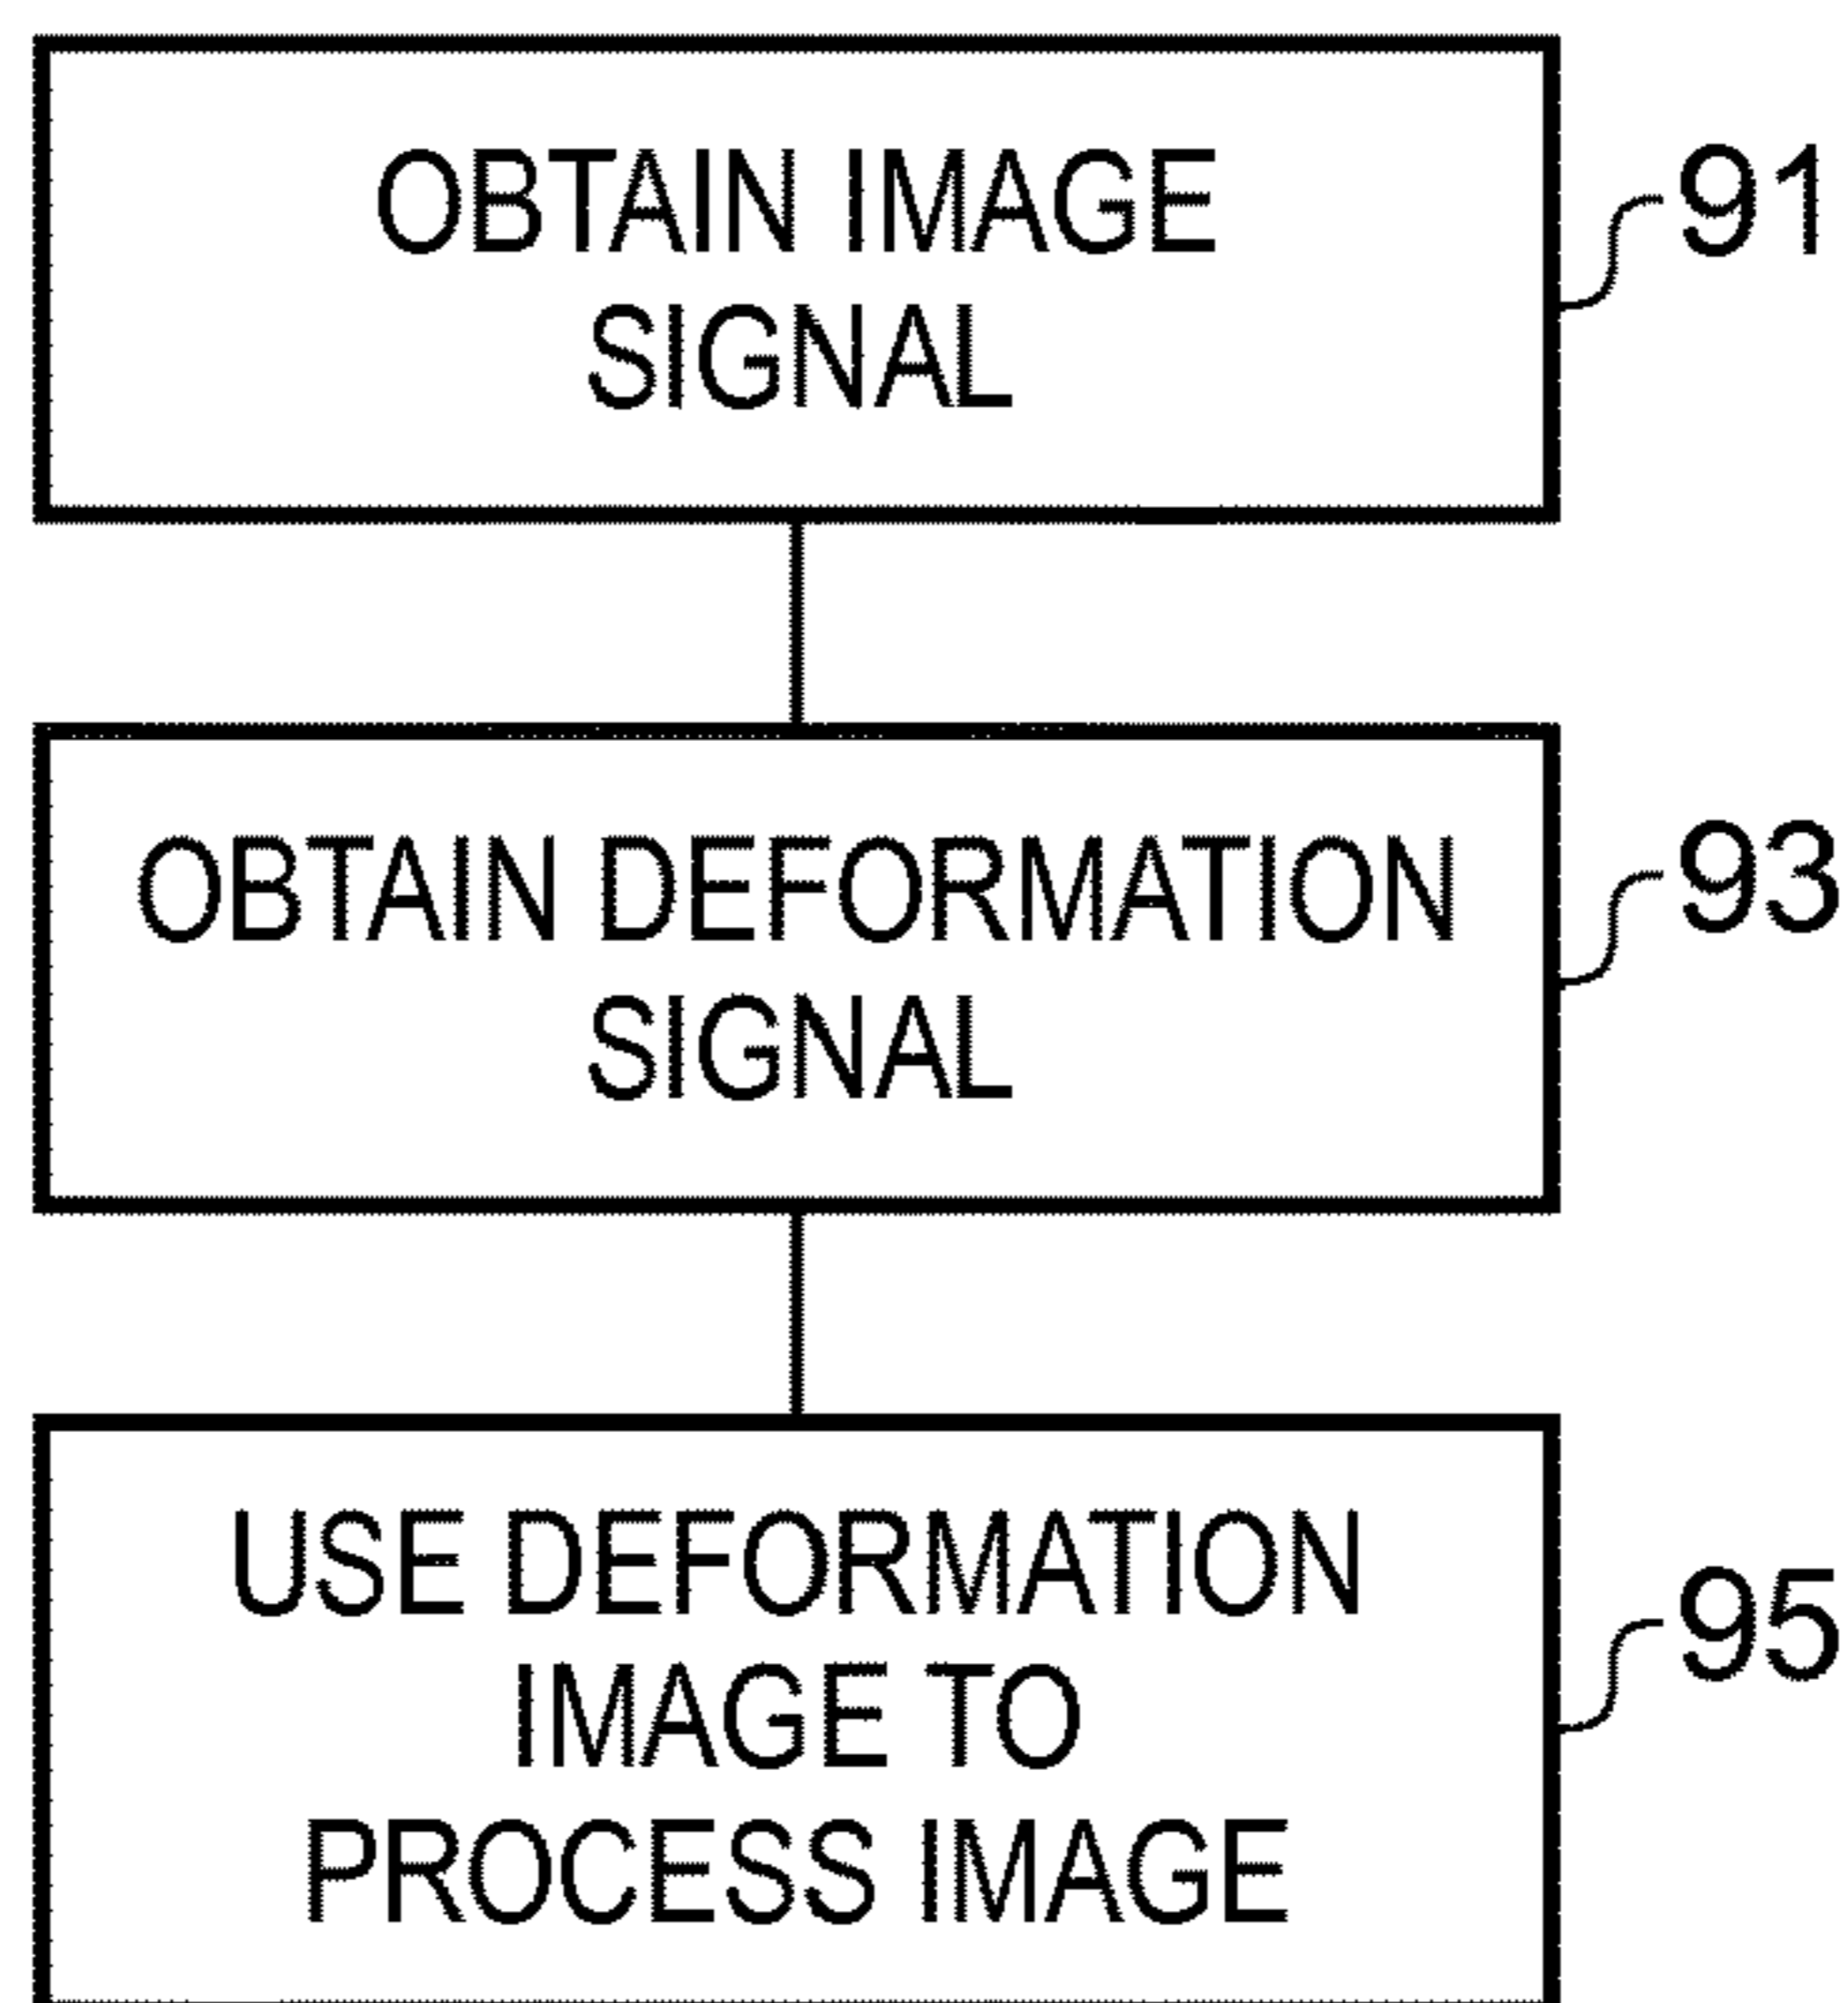 OBTAIN IMAGE
SIGNAL
91
OBTAIN DEFORMATION
SIGNAL
93
USE DEFORMATION
IMAGE TO
PROCESS IMAGE
95